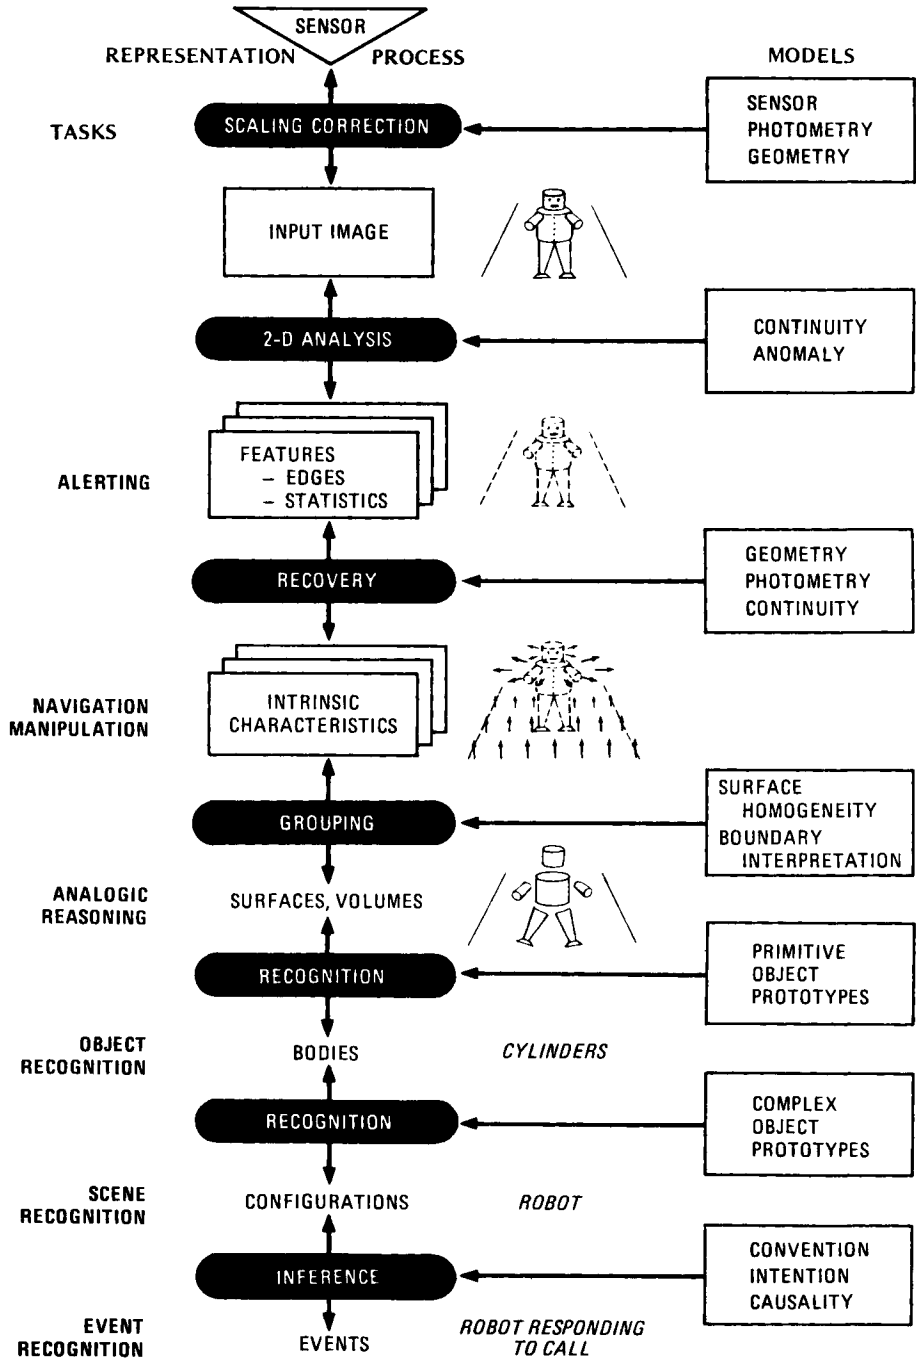 SENSOR
REPRESENTATION
PROCESS
MODELS
TASKS
SCALING CORRECTION
SENSOR
PHOTOMETRY
GEOMETRY
INPUT IMAGE
2-D ANALYSIS
CONTINUITY
ANOMALY
ALERTING
FEATURES
– EDGES
– STATISTICS
RECOVERY
GEOMETRY
PHOTOMETRY
CONTINUITY
NAVIGATION
MANIPULATION
INTRINSIC
CHARACTERISTICS
GROUPING
SURFACE
HOMOGENEITY
BOUNDARY
INTERPRETATION
ANALOGIC
REASONING
SURFACES, VOLUMES
RECOGNITION
PRIMITIVE
OBJECT
PROTOTYPES
OBJECT
RECOGNITION
BODIES
CYLINDERS
RECOGNITION
COMPLEX
OBJECT
PROTOTYPES
SCENE
RECOGNITION
CONFIGURATIONS
ROBOT
INFERENCE
CONVENTION
INTENTION
CAUSALITY
EVENT
RECOGNITION
EVENTS
ROBOT RESPONDING
TO CALL